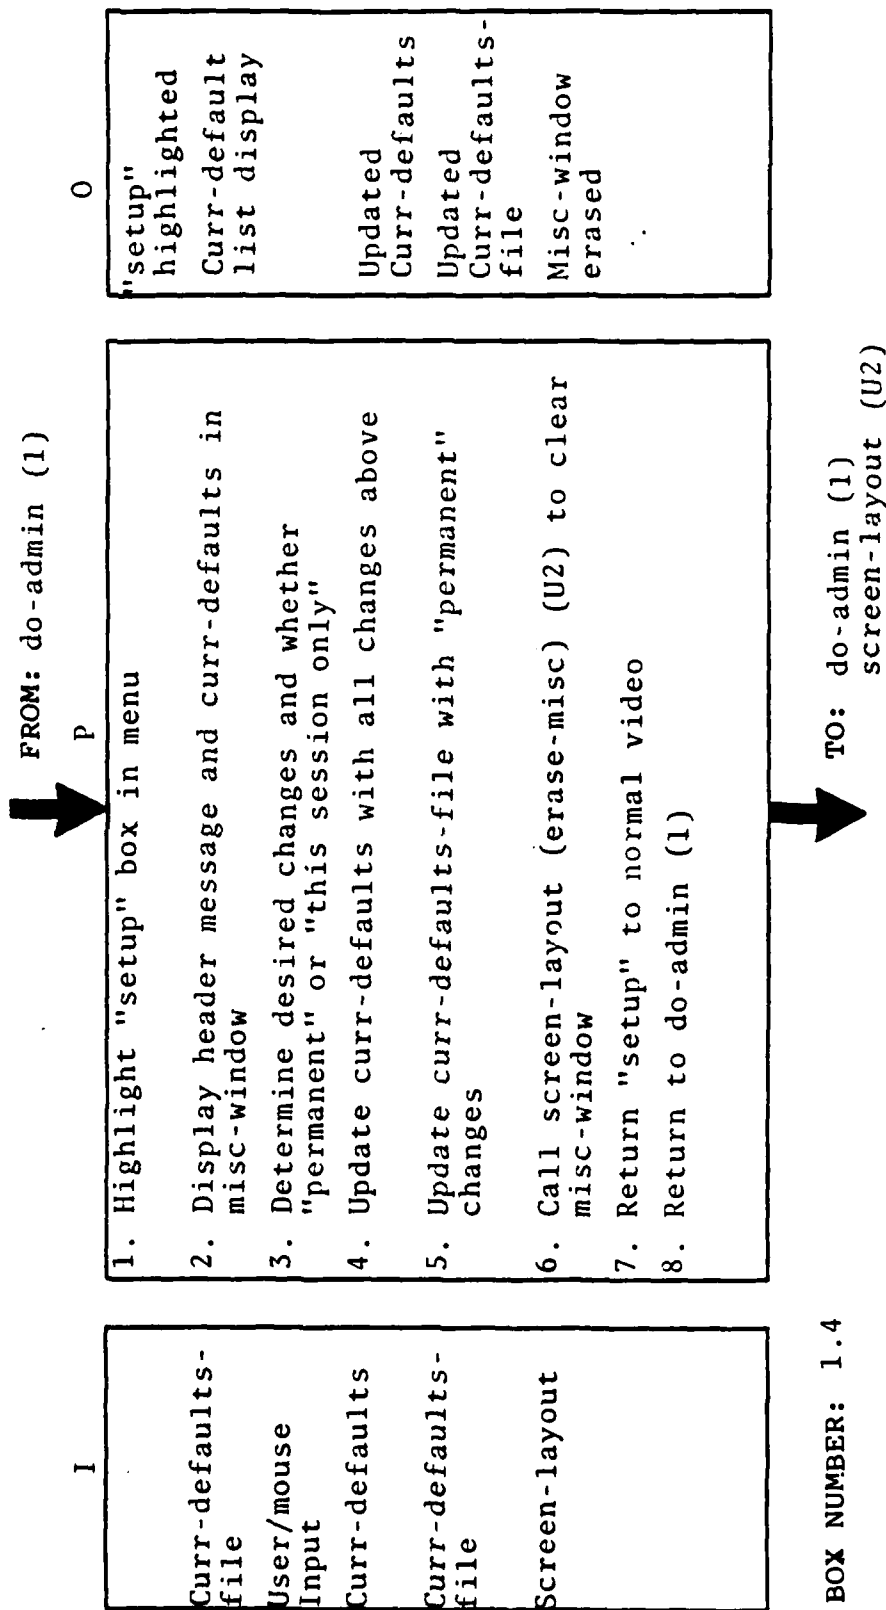 FROM: do-admin (1)
I
P
O
Curr-defaults-
file
User/mouse
Input
Curr-defaults
Curr-defaults-
file
Screen-layout
1. Highlight "setup" box in menu
2. Display header message and curr-defaults in
misc-window
3. Determine desired changes and whether
"permanent" or "this session only"
4. Update curr-defaults with all changes above
5. Update curr-defaults-file with "permanent"
changes
6. Call screen-layout (erase-misc) (U2) to clear
misc-window
7. Return "setup" to normal video
8. Return to do-admin (1)
"setup"
highlighted
Curr-default
list display
Updated
Curr-defaults
Updated
Curr-defaults-
file
Misc-window
erased
BOX NUMBER: 1.4
TO: do-admin (1)
screen-layout (U2)